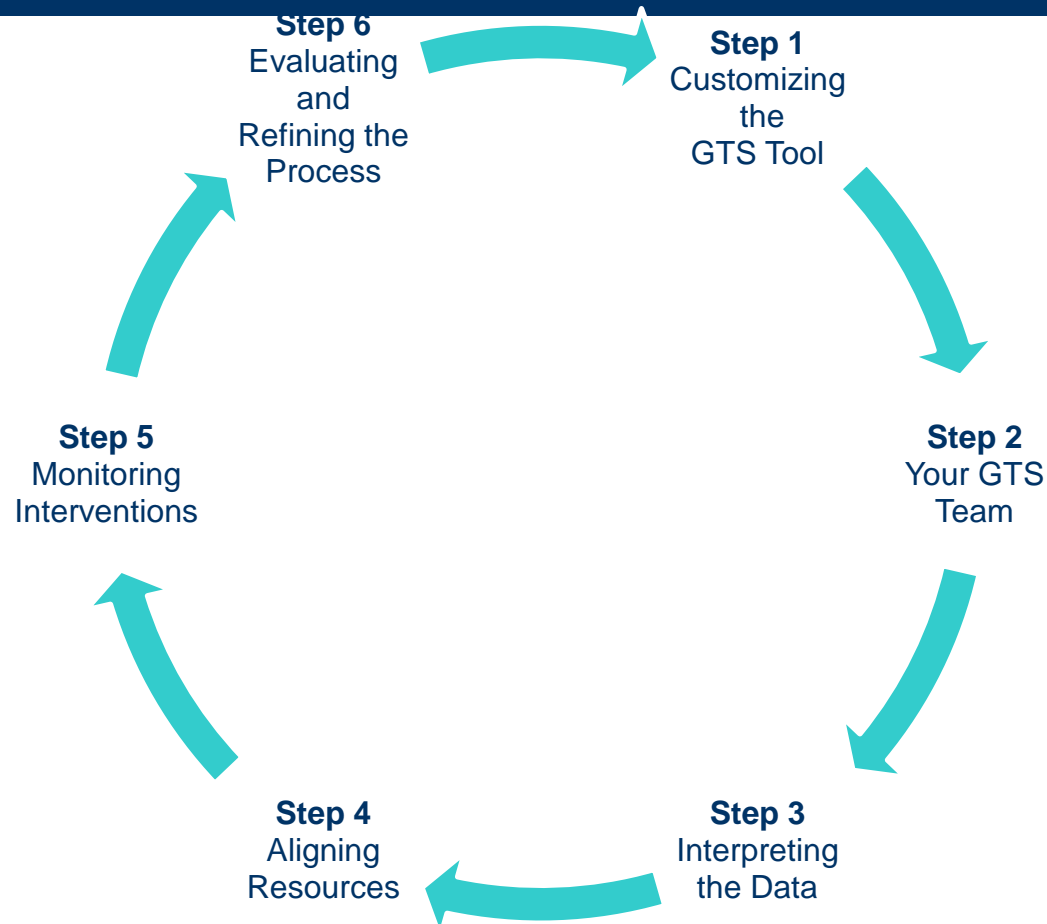 Step 6
Evaluating
and
Refining the
Process
Step 1
Customizing
the
GTS Tool
Step 5
Monitoring
Interventions
Step 2
Your GTS
Team
Step 4
Aligning
Resources
Step 3
Interpreting
the Data